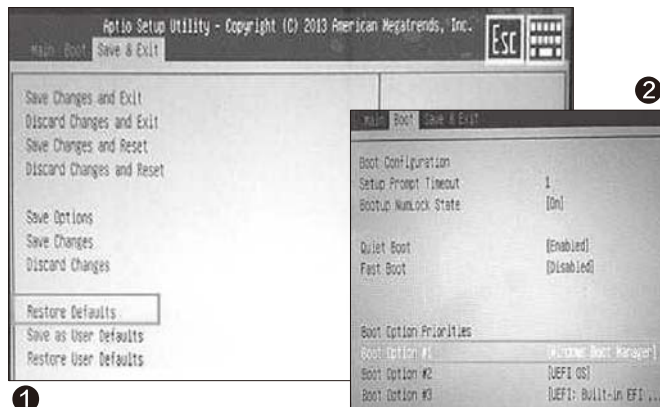 Aptio Setup Utility - Copyright (C) 2013 American Megatrends, Inc.
Main Boot Save & Exit
Esc
Save Changes and Exit
Discard Changes and Exit
Save Changes and Reset
Discard Changes and Reset
Save Options
Save Changes
Discard Changes
Restore Defaults
Save as User Defaults
Restore User Defaults
1
2
Main Boot Save & Exit
Boot Configuration
Setup Prompt Timeout 1
Bootup NumLock State [On]
Quiet Boot [Enabled]
Fast Boot [Disabled]
Boot Option Priorities
Boot Option #1 [Windows Boot Manager]
Boot Option #2 [UEFI OS]
Boot Option #3 [UEFI: Built-in EFI ...